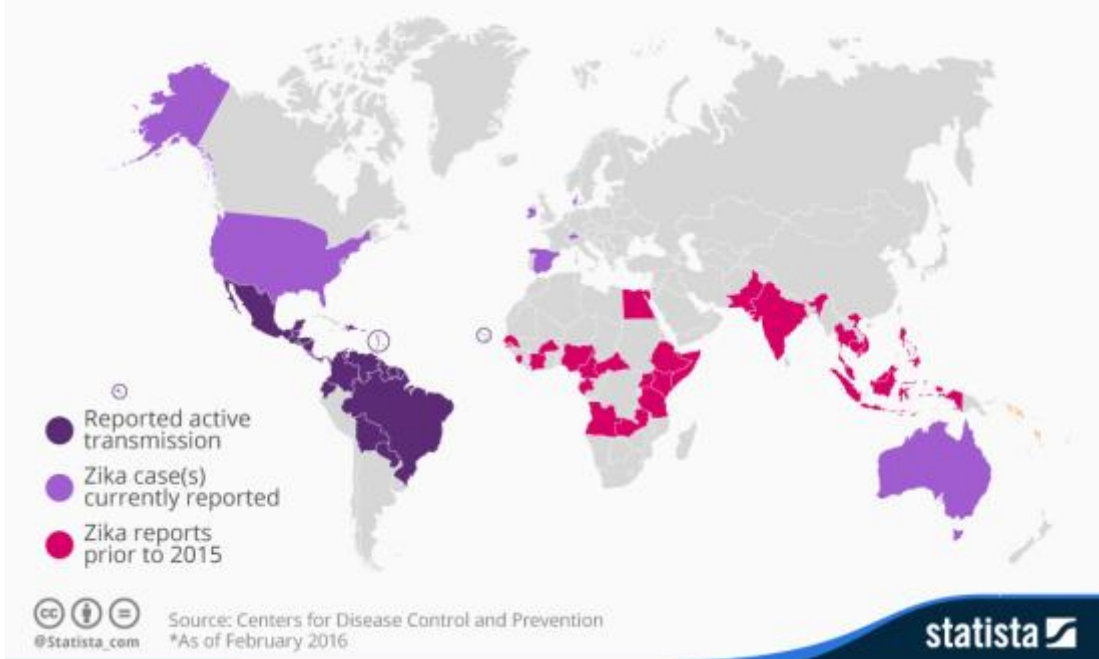 Reported active
transmission
Zika case(s)
currently reported
Zika reports
prior to 2015
cc
@Statista_com
Source: Centers for Disease Control and Prevention
*As of February 2016
statista